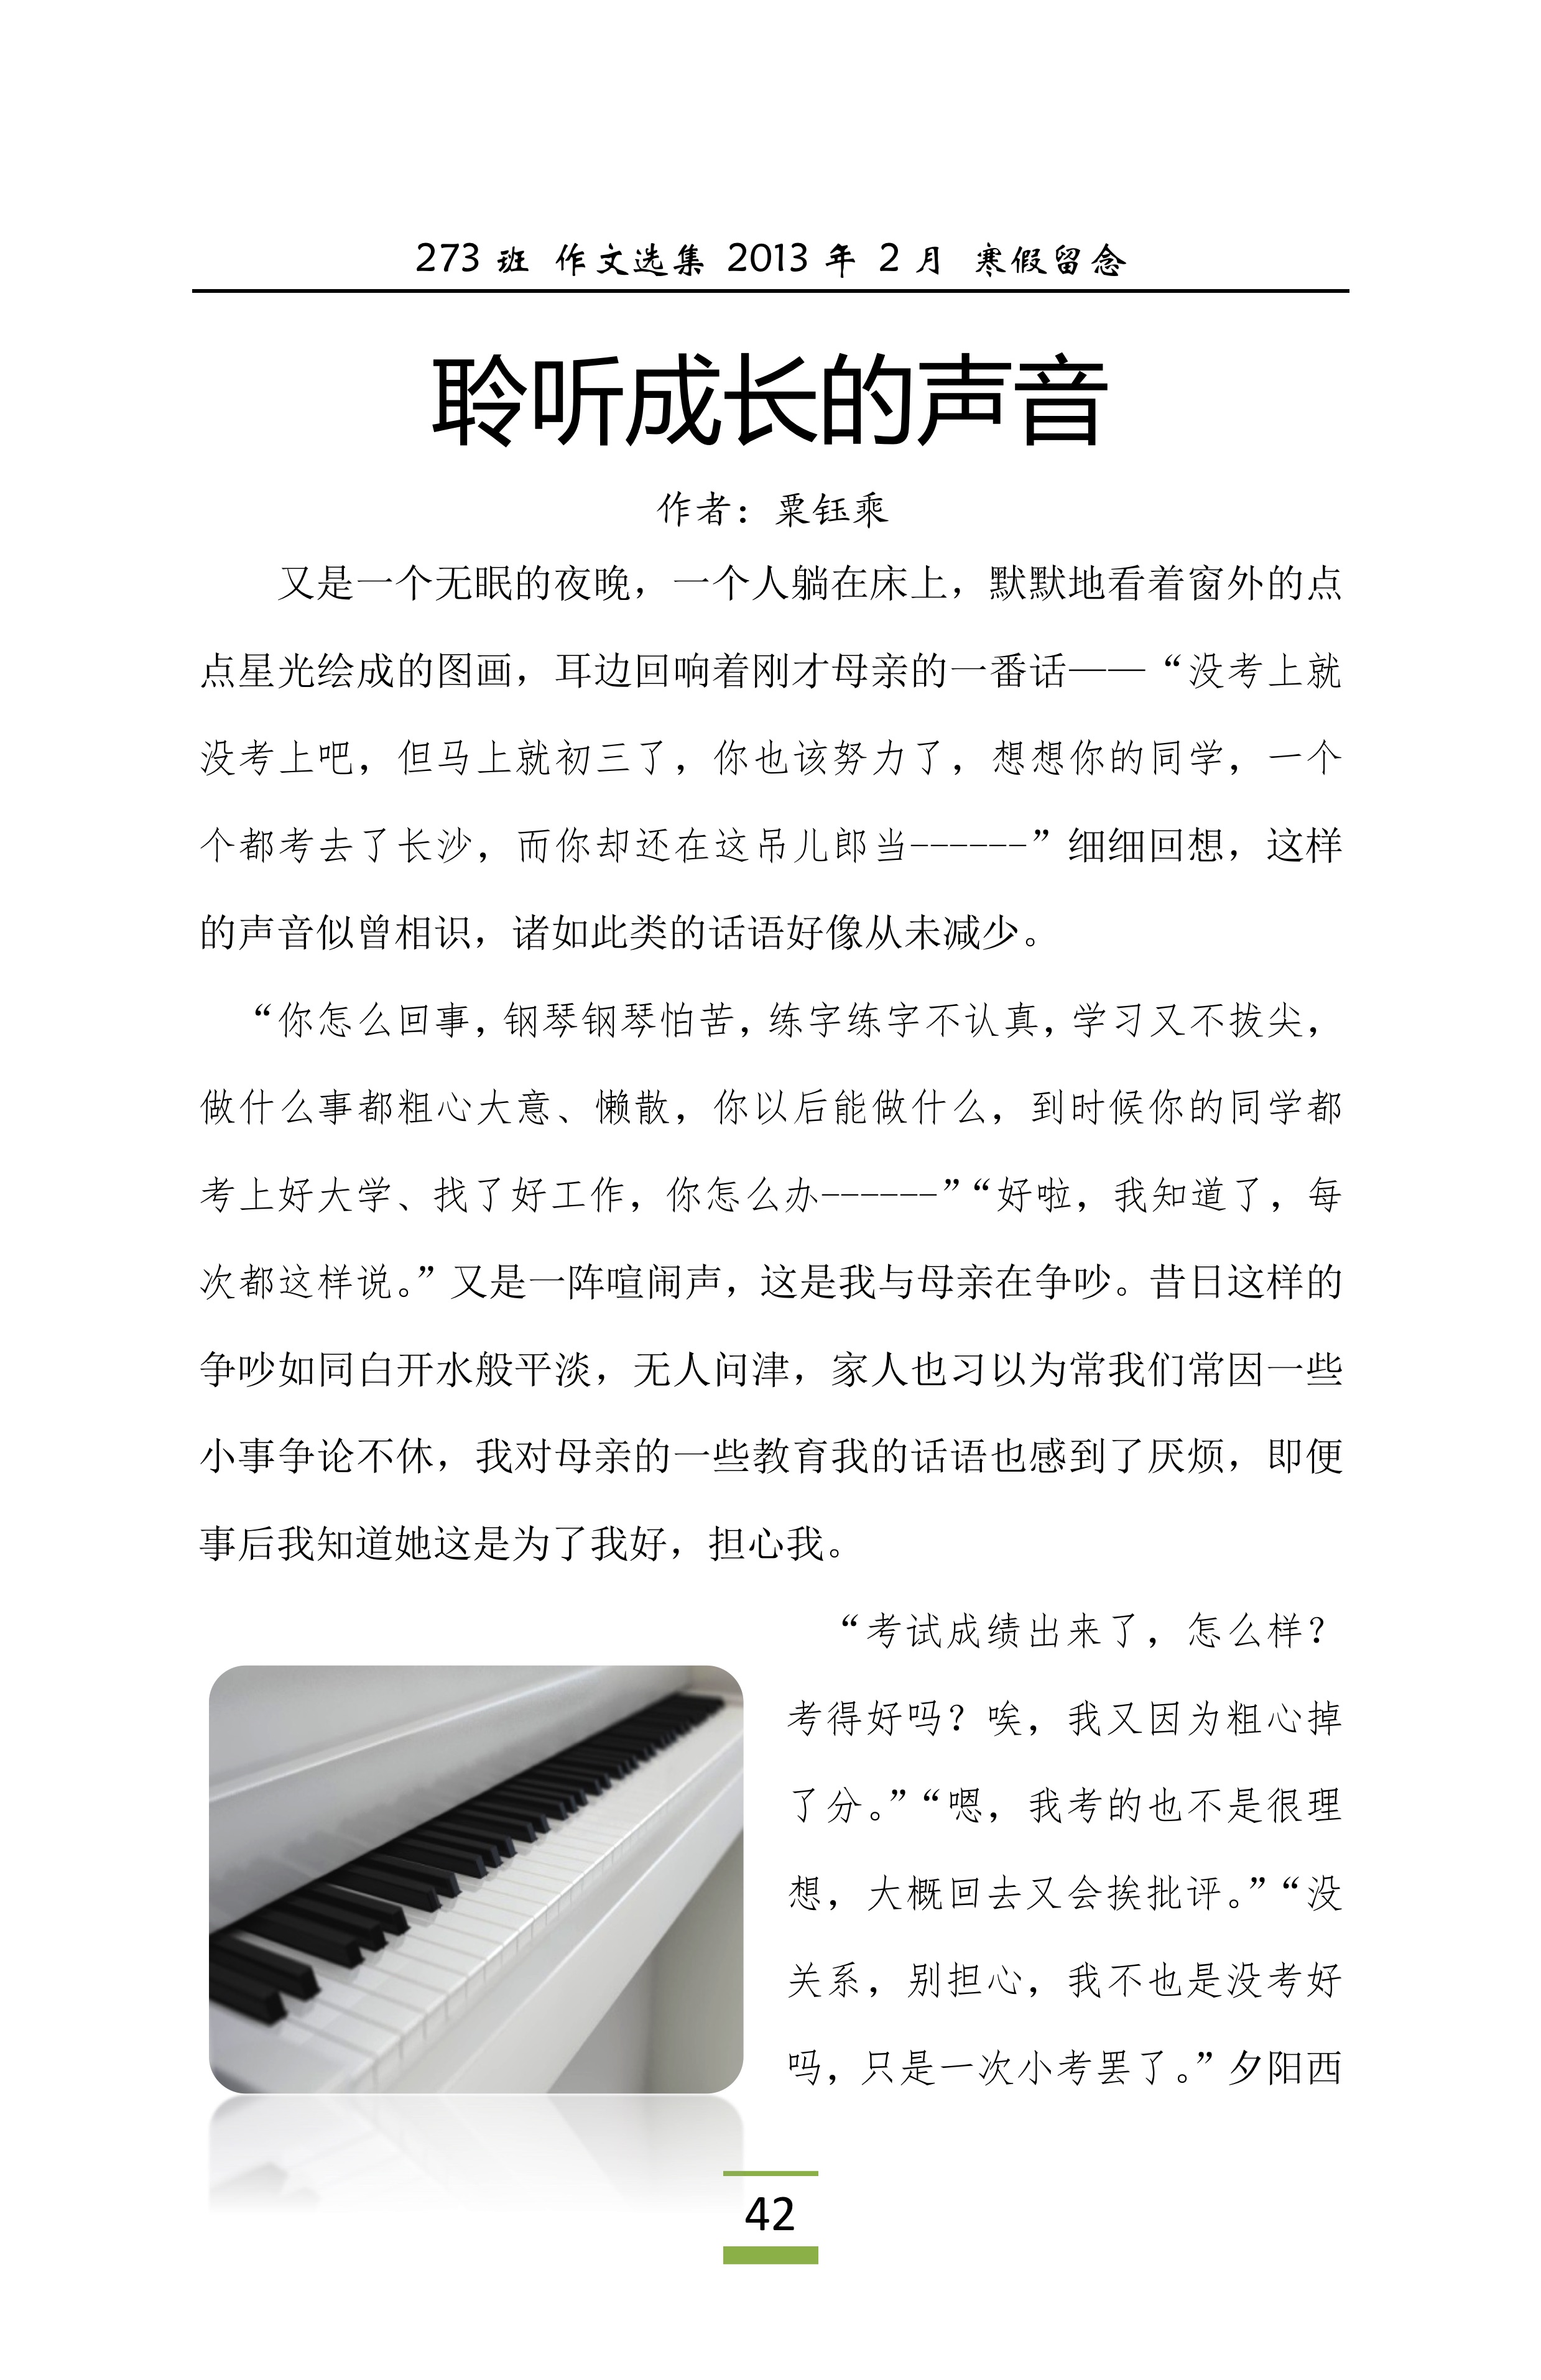 273 班 作文选集 2013 年 2 月 寒假留念
聆听成长的声音
作者：粟钰乘
又是一个无眠的夜晚，一个人躺在床上，默默地看着窗外的点
点星光绘成的图画，耳边回响着刚才母亲的一番话——“没考上就
没考上吧，但马上就初三了，你也该努力了，想想你的同学，一个
个都考去了长沙，而你却还在这吊儿郎当------”细细回想，这样
的声音似曾相识，诸如此类的话语好像从未减少。
“你怎么回事，钢琴钢琴怕苦，练字练字不认真，学习又不拔尖，
做什么事都粗心大意、懒散，你以后能做什么，到时候你的同学都
考上好大学、找了好工作，你怎么办------”“好啦，我知道了，每
次都这样说。”又是一阵喧闹声，这是我与母亲在争吵。昔日这样的
争吵如同白开水般平淡，无人问津，家人也习以为常我们常因一些
小事争论不休，我对母亲的一些教育我的话语也感到了厌烦，即便
事后我知道她这是为了我好，担心我。
“考试成绩出来了，怎么样？
考得好吗？唉，我又因为粗心掉
了分。”“嗯，我考的也不是很理
想，大概回去又会挨批评。”“没
关系，别担心，我不也是没考好
吗，只是一次小考罢了。”夕阳西
42